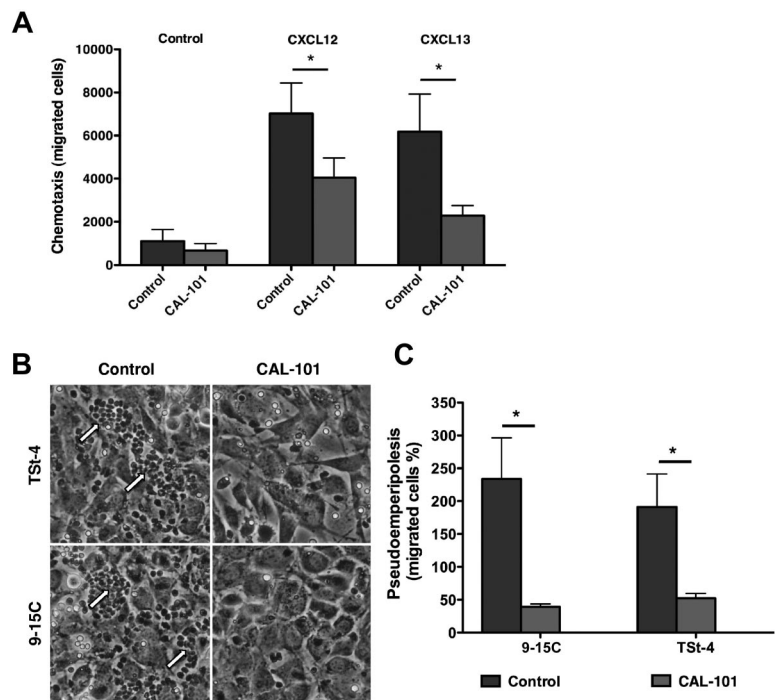 A
Control CXCL12 CXCL13
Chemotaxis (migrated cells)
10000
8000
6000
4000
2000
0
* *
Control CAL-101 Control CAL-101 Control CAL-101
B
Control CAL-101
TSt-4
9-15C
C
Pseudoemperipolesis
(migrated cells %)
350
300
250
200
150
100
50
0
* *
9-15C TSt-4
Control CAL-101